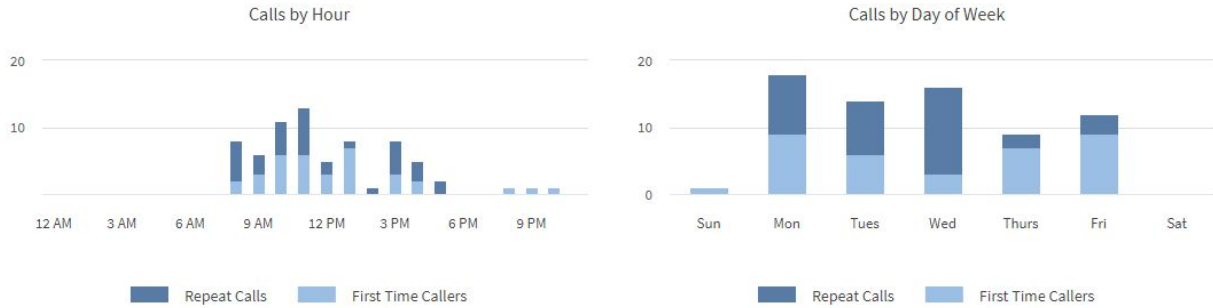 Calls by Hour
20
10
12 AM 3 AM 6 AM 9 AM 12 PM 3 PM 6 PM 9 PM
Repeat Calls First Time Callers
Calls by Day of Week
20
10
0
Sun Mon Tues Wed Thurs Fri Sat
Repeat Calls First Time Callers